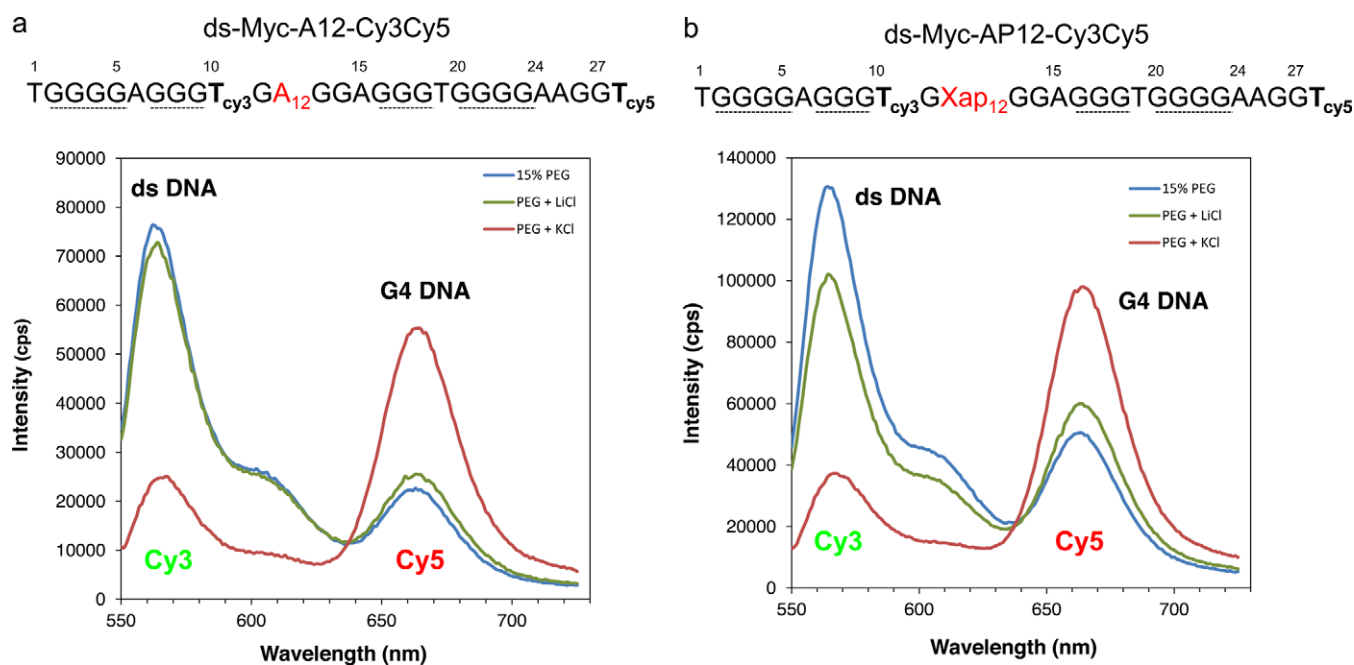 a
ds-Myc-A12-Cy3Cy5
1 5 10 15 20 24 27
TGGGGAGGGTcy3GA12GGAGGGTGGGGAAGGTcy5
90000
80000
70000
60000
50000
40000
30000
20000
10000
0
Intensity (cps)
ds DNA
15% PEG
PEG + LiCl
PEG + KCl
G4 DNA
Cy3
Cy5
550 600 650 700
Wavelength (nm)
b
ds-Myc-AP12-Cy3Cy5
1 5 10 15 20 24 27
TGGGGAGGGTcy3GXap12GGAGGGTGGGGAAGGTcy5
140000
120000
100000
80000
60000
40000
20000
0
Intensity (cps)
ds DNA
15% PEG
PEG + LiCl
PEG + KCl
G4 DNA
Cy3
Cy5
550 600 650 700
Wavelength (nm)